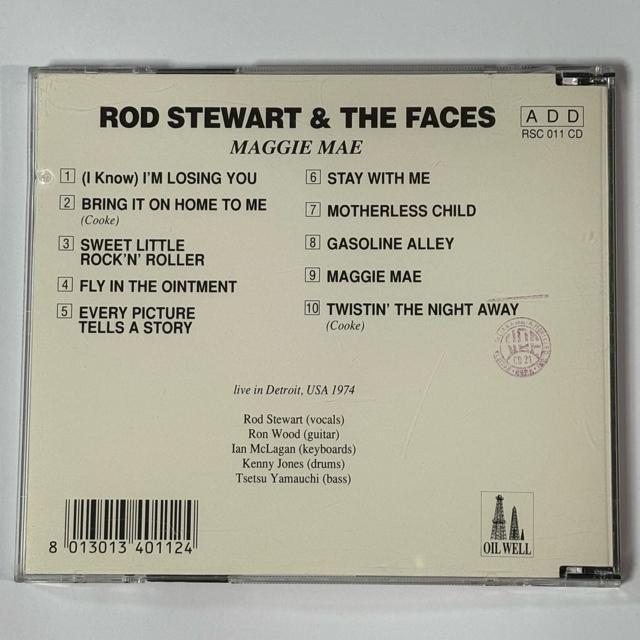 ROD STEWART & THE FACES
MAGGIE MAE
A D D
RSC 011 CD
1 (I Know) I'M LOSING YOU
2 BRING IT ON HOME TO ME
(Cooke)
3 SWEET LITTLE
ROCK'N' ROLLER
4 FLY IN THE OINTMENT
5 EVERY PICTURE
TELLS A STORY
6 STAY WITH ME
7 MOTHERLESS CHILD
8 GASOLINE ALLEY
9 MAGGIE MAE
10 TWISTIN' THE NIGHT AWAY
(Cooke)
CD 21
live in Detroit, USA 1974
Rod Stewart (vocals)
Ron Wood (guitar)
Ian McLagan (keyboards)
Kenny Jones (drums)
Tsetsu Yamauchi (bass)
8 013013 401124
OIL WELL